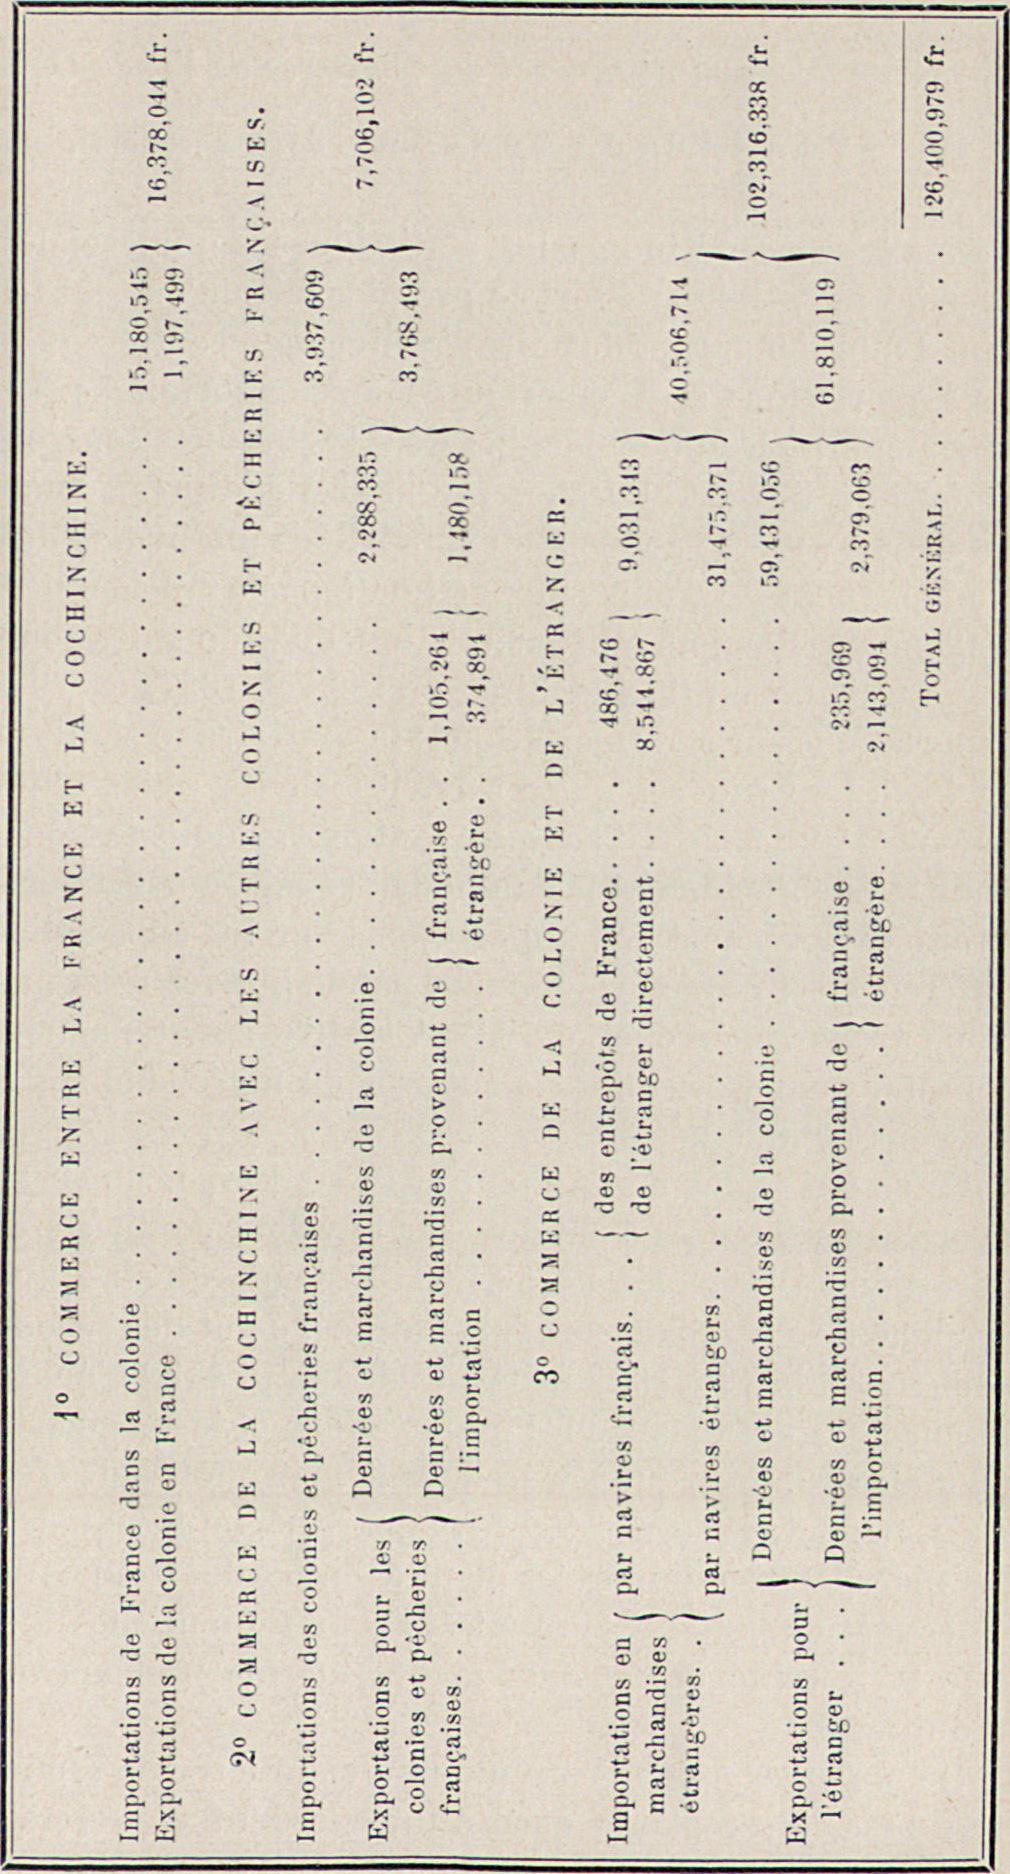 1º COMMERCE ENTRE LA FRANCE ET LA COCHINCHINE.
Importations de France dans la colonie . . . . . . . . . . 15,180,545
Exportations de la colonie en France . . . . . . . . . . 1,197,499
16,378,044 fr.
2º COMMERCE DE LA COCHINCHINE AVEC LES AUTRES COLONIES ET PÊCHERIES FRANÇAISES.
Importations des colonies et pêcheries françaises . . . . . . . . . . 3,937,609
7,706,102 fr.
Exportations pour les
colonies et pêcheries
françaises. . . . . .
Denrées et marchandises de la colonie. . . . . . . . . . 2,288,335
3,768,493
Denrées et marchandises provenant de
l'importation . . . . . . . . . .
française . . 1,105,264
étrangère. . 374,894
1,480,158
3º COMMERCE DE LA COLONIE ET DE L'ÉTRANGER.
Importations en
marchandises
étrangères. .
par navires français. . .
des entrepôts de France. . . . . 486,476
de l'étranger directement. . . . 8,544.867
9,031,343
40,506,714
par navires étrangers. . . . . . . . . . 31,475,371
102,316,338 fr.
Exportations pour
l'étranger . . . .
Denrées et marchandises de la colonie . . . . . . . . . . 59,431,056
61,810,119
Denrées et marchandises provenant de
l'importation. . . . . . . . . .
française . . . . 235,969
étrangère. . . . 2,143,094
2,379,063
TOTAL GÉNÉRAL. . . . . . . . . 126,400,979 fr.